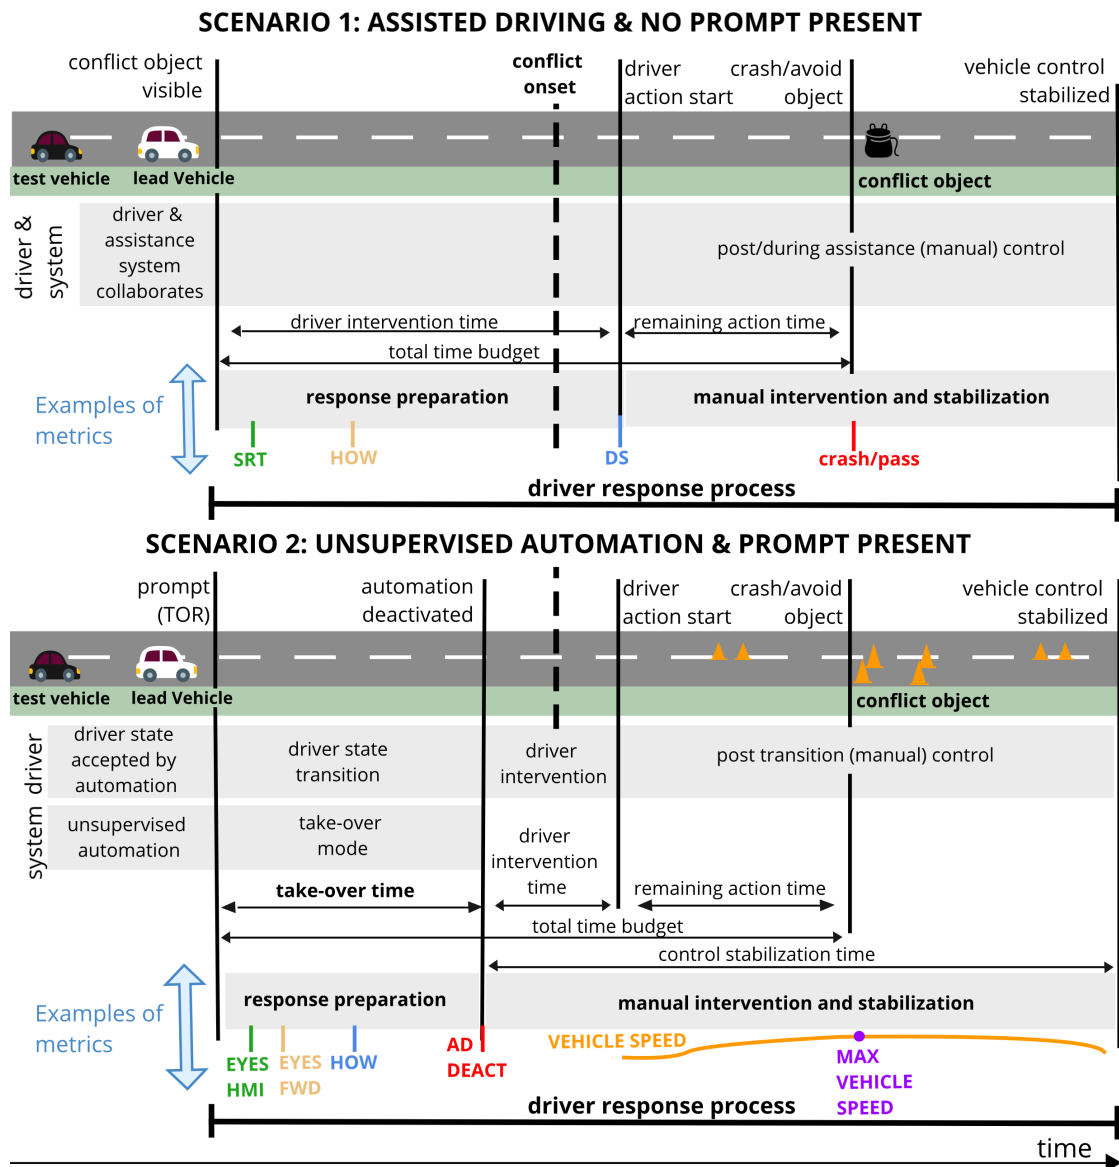 SCENARIO 1: ASSISTED DRIVING & NO PROMPT PRESENT
conflict object
visible
conflict
onset
driver
action start
crash/avoid
object
vehicle control
stabilized
test vehicle
lead Vehicle
conflict object
driver &
system
driver &
assistance
system
collaborates
post/during assistance (manual) control
driver intervention time
remaining action time
total time budget
Examples of
metrics
response preparation
manual intervention and stabilization
SRT
HOW
DS
crash/pass
driver response process
SCENARIO 2: UNSUPERVISED AUTOMATION & PROMPT PRESENT
prompt
(TOR)
automation
deactivated
driver
action start
crash/avoid
object
vehicle control
stabilized
test vehicle
lead Vehicle
conflict object
driver
driver state
accepted by
automation
driver state
transition
driver
intervention
post transition (manual) control
system
unsupervised
automation
take-over
mode
driver
intervention
time
take-over time
remaining action time
total time budget
control stabilization time
Examples of
metrics
response preparation
manual intervention and stabilization
EYES
HMI
EYES
FWD
HOW
AD
DEACT
VEHICLE SPEED
MAX
VEHICLE
SPEED
driver response process
time